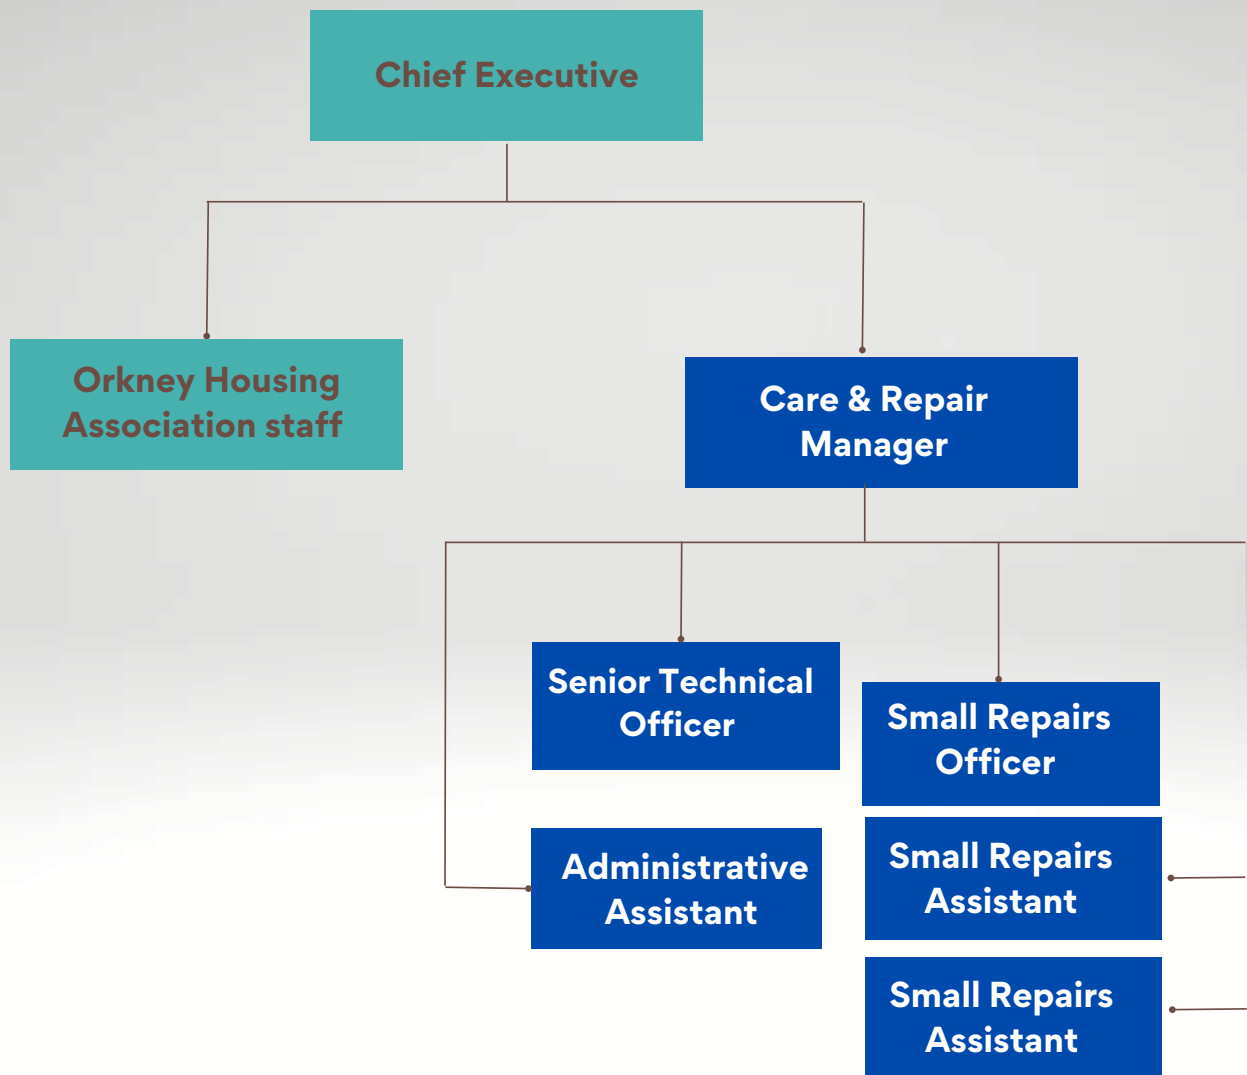 Chief Executive
Orkney Housing
Association staff
Care & Repair
Manager
Senior Technical
Officer
Small Repairs
Officer
Administrative
Assistant
Small Repairs
Assistant
Small Repairs
Assistant